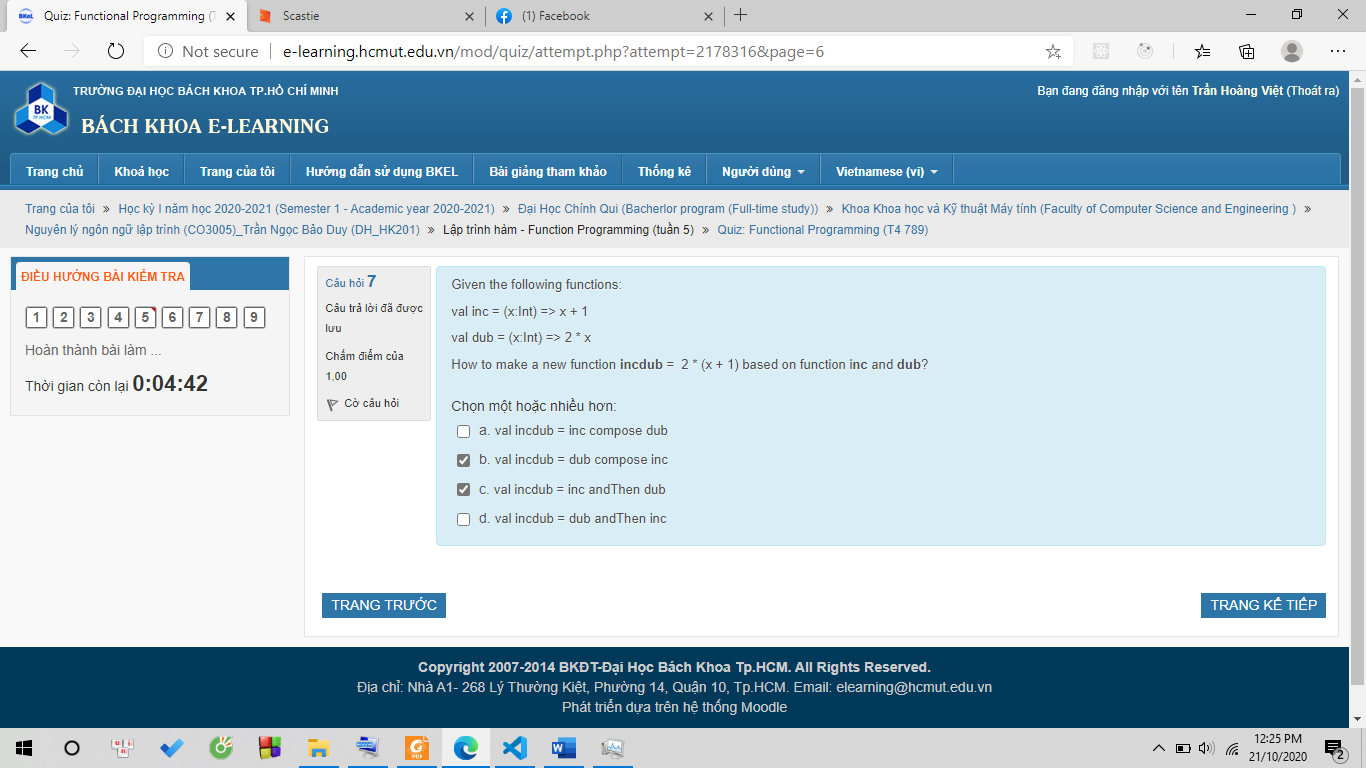 Quiz: Functional Programming (T
Scastie
(1) Facebook
Not secure
e-learning.hcmut.edu.vn/mod/quiz/attempt.php?attempt=2178316&page=6
BK
TP.HCM
TRƯỜNG ĐẠI HỌC BÁCH KHOA TP.HỒ CHÍ MINH
BÁCH KHOA E-LEARNING
Bạn đang đăng nhập với tên Trần Hoàng Việt (Thoát ra)
Trang chủ Khoá học Trang của tôi Hướng dẫn sử dụng BKEL Bài giảng tham khảo Thống kê Người dùng Vietnamese (vi)
Trang của tôi » Học kỳ I năm học 2020-2021 (Semester 1 - Academic year 2020-2021) » Đại Học Chính Qui (Bacherlor program (Full-time study)) » Khoa Khoa học và Kỹ thuật Máy tính (Faculty of Computer Science and Engineering ) »
Nguyên lý ngôn ngữ lập trình (CO3005)_Trần Ngọc Bảo Duy (DH_HK201) » Lập trình hàm - Function Programming (tuần 5) » Quiz: Functional Programming (T4 789)
ĐIỀU HƯỚNG BÀI KIỂM TRA
1 2 3 4 5 6 7 8 9
Hoàn thành bài làm ...
Thời gian còn lại 0:04:42
Câu hỏi 7
Câu trả lời đã được
lưu
Chấm điểm của
1,00
Cờ câu hỏi
Given the following functions:
val inc = (x:Int) => x + 1
val dub = (x:Int) => 2 * x
How to make a new function incdub = 2 * (x + 1) based on function inc and dub?
Chọn một hoặc nhiều hơn:
a. val incdub = inc compose dub
b. val incdub = dub compose inc
c. val incdub = inc andThen dub
d. val incdub = dub andThen inc
TRANG TRƯỚC
TRANG KẾ TIẾP
Copyright 2007-2014 BKĐT-Đại Học Bách Khoa Tp.HCM. All Rights Reserved.
Địa chỉ: Nhà A1- 268 Lý Thường Kiệt, Phường 14, Quận 10, Tp.HCM. Email: elearning@hcmut.edu.vn
Phát triển dựa trên hệ thống Moodle
12:25 PM
21/10/2020
2